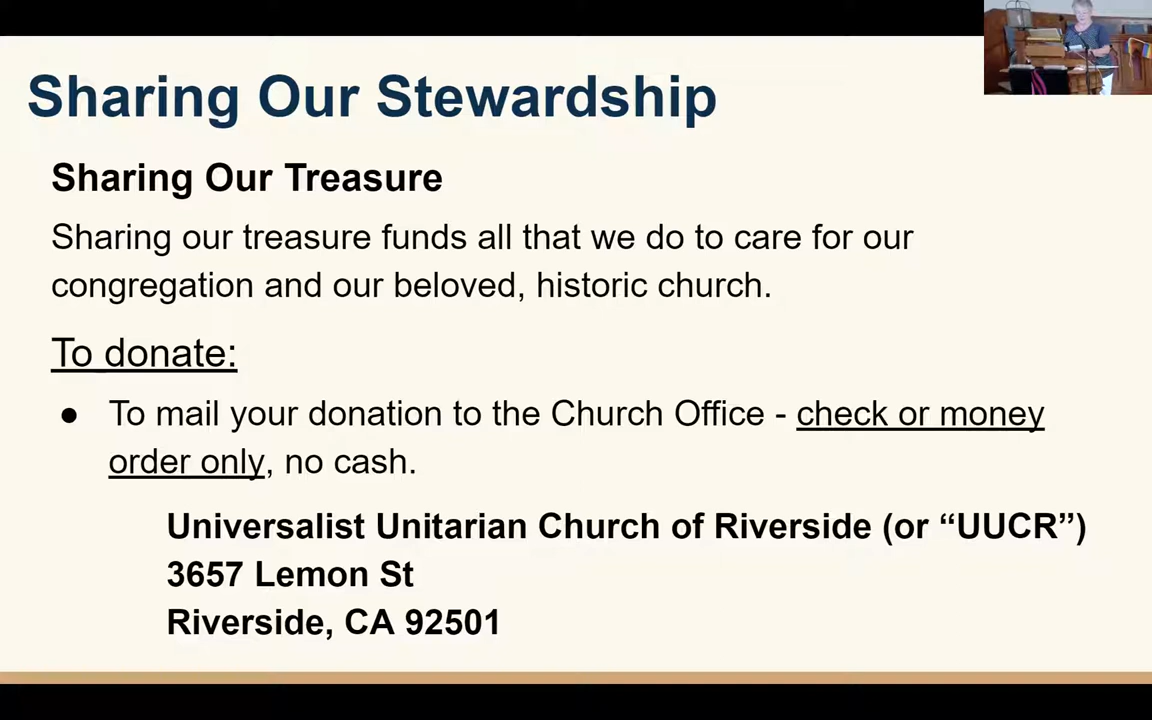 Sharing Our Stewardship
Sharing Our Treasure
Sharing our treasure funds all that we do to care for our
congregation and our beloved, historic church.
To donate:
● To mail your donation to the Church Office - check or money
order only, no cash.
Universalist Unitarian Church of Riverside (or “UUCR”)
3657 Lemon St
Riverside, CA 92501